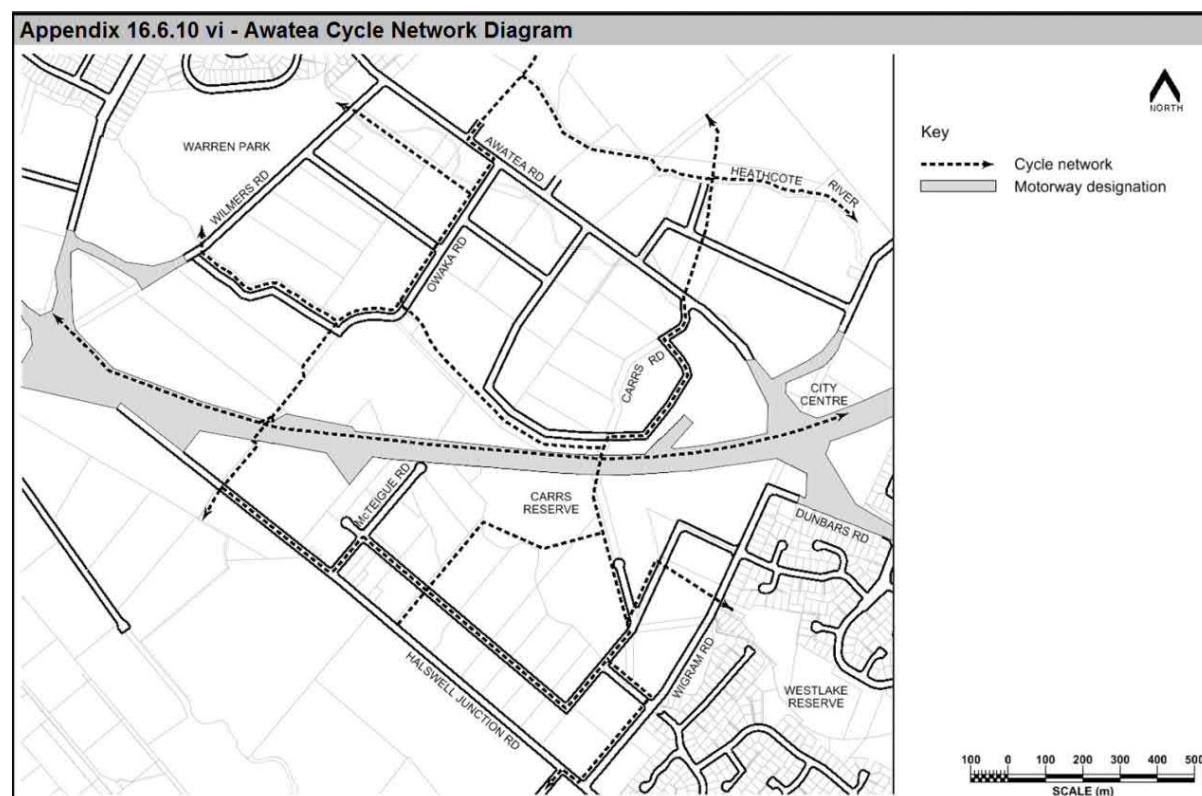 Appendix 16.6.10 vi - Awatea Cycle Network Diagram
NORTH
Key
Cycle network
Motorway designation
WARREN PARK
WILMERS RD
AWATEA RD
HEATHCOTE
RIVER
OWAKA RD
CARRS RD
CITY
CENTRE
McTEIGUE RD
CARRS
RESERVE
DUNBARS RD
HALSWELL JUNCTION RD
WIGRAM RD
WESTLAKE
RESERVE
100 0 100 200 300 400 500
SCALE (m)